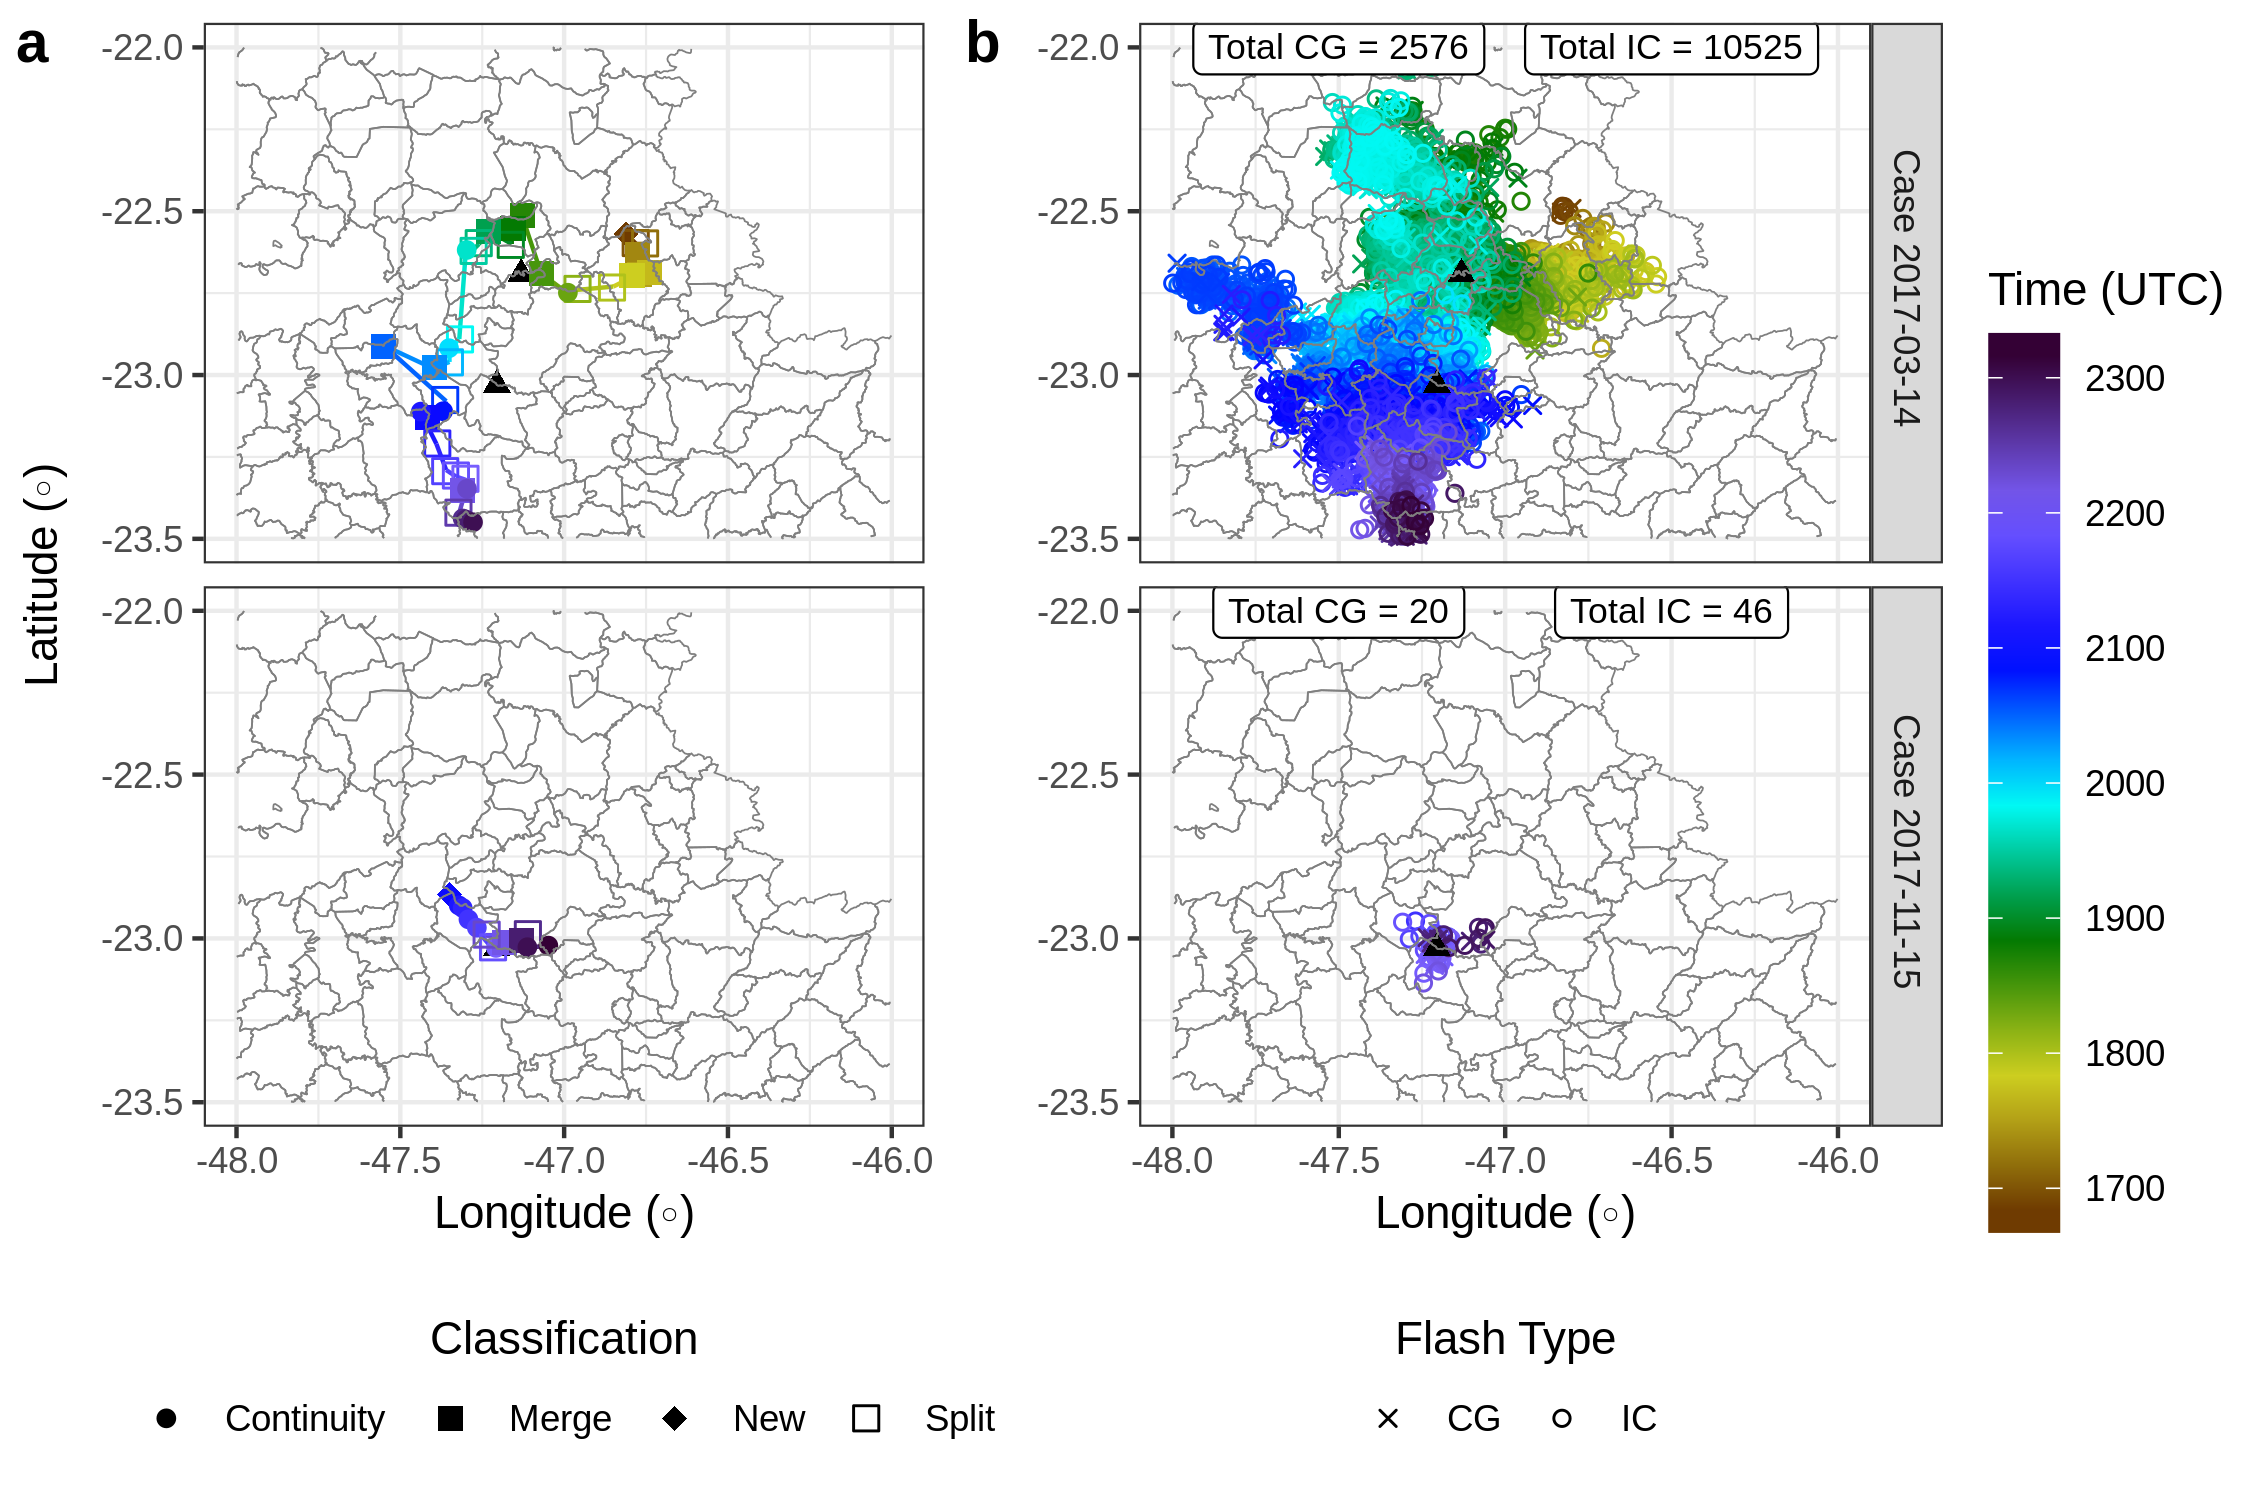 a
b
-22.0
-22.5
-23.0
-23.5
-22.0
-22.5
-23.0
-23.5
Latitude (○)
-48.0 -47.5 -47.0 -46.5 -46.0
Longitude (○)
Total CG = 2576
Total IC = 10525
-22.0
-22.5
-23.0
-23.5
Case 2017-03-14
Total CG = 20
Total IC = 46
-22.0
-22.5
-23.0
-23.5
Case 2017-11-15
-48.0 -47.5 -47.0 -46.5 -46.0
Longitude (○)
Time (UTC)
2300
2200
2100
2000
1900
1800
1700
Classification
Continuity Merge New Split
Flash Type
CG IC